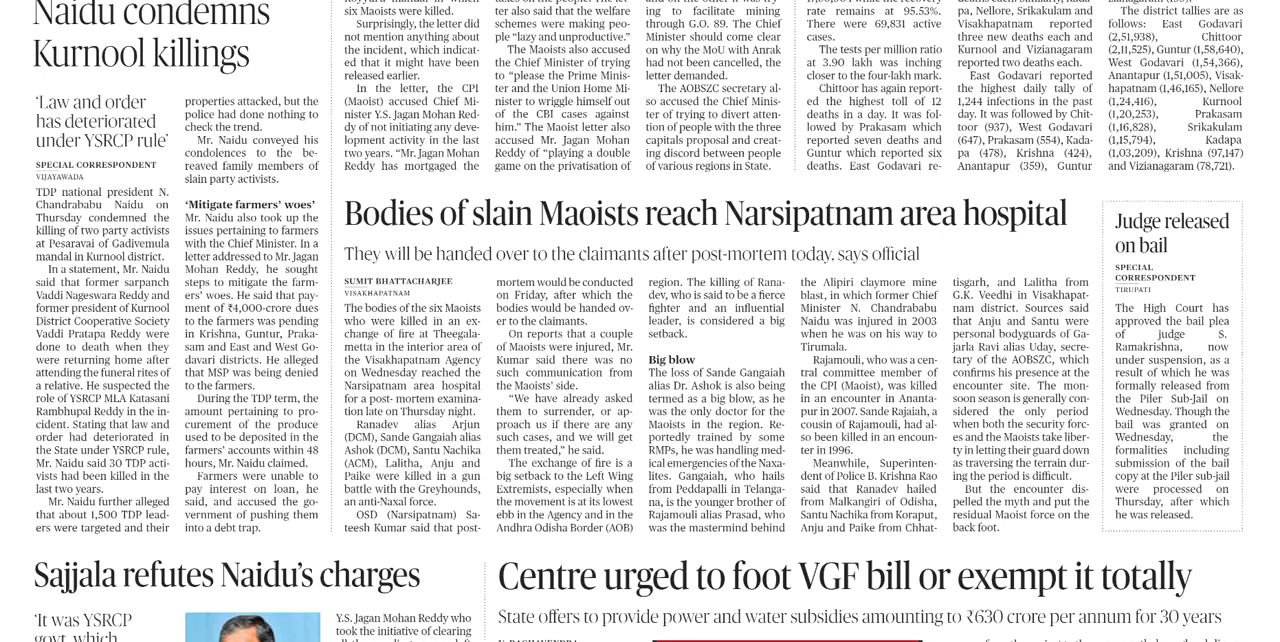 Naidu condemns
Kurnool killings
‘Law and order
has deteriorated
under YSRCP rule’
SPECIAL CORRESPONDENT
VIJAYAWADA
TDP national president N.
Chandrababu Naidu on
Thursday condemned the
killing of two party activists
at Pesaravai of Gadivemula
mandal in Kurnool district.
In a statement, Mr. Naidu
said that former sarpanch
Vaddi Nageswara Reddy and
former president of Kurnool
District Cooperative Society
Vaddi Pratapa Reddy were
done to death when they
were returning home after
attending the funeral rites of
a relative. He suspected the
role of YSRCP MLA Katasani
Rambhupal Reddy in the in-
cident. Stating that law and
order had deteriorated in
the State under YSRCP rule,
Mr. Naidu said 30 TDP acti-
vists had been killed in the
last two years.
Mr. Naidu further alleged
that about 1,500 TDP lead-
ers were targeted and their
properties attacked, but the
police had done nothing to
check the trend.
Mr. Naidu conveyed his
condolences to the be-
reaved family members of
slain party activists.
‘Mitigate farmers’ woes’
Mr. Naidu also took up the
issues pertaining to farmers
with the Chief Minister. In a
letter addressed to Mr. Jagan
Mohan Reddy, he sought
steps to mitigate the farm-
ers’ woes. He said that pay-
ment of ₹4,000-crore dues
to the farmers was pending
in Krishna, Guntur, Praka-
sam and East and West Go-
davari districts. He alleged
that MSP was being denied
to the farmers.
During the TDP term, the
amount pertaining to pro-
curement of the produce
used to be deposited in the
farmers’ accounts within 48
hours, Mr. Naidu claimed.
Farmers were unable to
pay interest on loan, he
said, and accused the go-
vernment of pushing them
into a debt trap.
six Maoists were killed.
Surprisingly, the letter did
not mention anything about
the incident, which indicat-
ed that it might have been
released earlier.
In the letter, the CPI
(Maoist) accused Chief Mi-
nister Y.S. Jagan Mohan Red-
dy of not initiating any deve-
lopment activity in the last
two years. “Mr. Jagan Mohan
Reddy has mortgaged the
ter also said that the welfare
schemes were making peo-
ple “lazy and unproductive.”
The Maoists also accused
the Chief Minister of trying
to “please the Prime Minis-
ter and the Union Home Mi-
nister to wriggle himself out
of the CBI cases against
him.” The Maoist letter also
accused Mr. Jagan Mohan
Reddy of “playing a double
game on the privatisation of
ing to facilitate mining
through G.O. 89. The Chief
Minister should come clear
on why the MoU with Anrak
had not been cancelled, the
letter demanded.
The AOBSZC secretary al-
so accused the Chief Minis-
ter of trying to divert atten-
tion of people with the three
capitals proposal and creat-
ing discord between people
of various regions in State.
rate remains at 95.53%.
There were 69,831 active
cases.
The tests per million ratio
at 3.90 lakh was inching
closer to the four-lakh mark.
Chittoor has again report-
ed the highest toll of 12
deaths in a day. It was fol-
lowed by Prakasam which
reported seven deaths and
Guntur which reported six
deaths. East Godavari re-
pa, Nellore, Srikakulam and
Visakhapatnam reported
three new deaths each and
Kurnool and Vizianagaram
reported two deaths each.
East Godavari reported
the highest daily tally of
1,244 infections in the past
day. It was followed by Chit-
toor (937), West Godavari
(647), Prakasam (554), Kada-
pa (478), Krishna (424),
Anantapur (359), Guntur
The district tallies are as
follows: East Godavari
(2,51,938), Chittoor
(2,11,525), Guntur (1,58,640),
West Godavari (1,54,366),
Anantapur (1,51,005), Visak-
hapatnam (1,46,165), Nellore
(1,24,416), Kurnool
(1,20,253), Prakasam
(1,16,828), Srikakulam
(1,15,794), Kadapa
(1,03,209), Krishna (97,147)
and Vizianagaram (78,721).
Bodies of slain Maoists reach Narsipatnam area hospital
They will be handed over to the claimants after post-mortem today, says official
SUMIT BHATTACHARJEE
VISAKHAPATNAM
The bodies of the six Maoists
who were killed in an ex-
change of fire at Theegala-
metta in the interior area of
the Visakhapatnam Agency
on Wednesday reached the
Narsipatnam area hospital
for a post- mortem examina-
tion late on Thursday night.
Ranadev alias Arjun
(DCM), Sande Gangaiah alias
Ashok (DCM), Santu Nachika
(ACM), Lalitha, Anju and
Paike were killed in a gun
battle with the Greyhounds,
an anti-Naxal force.
OSD (Narsipatnam) Sa-
teesh Kumar said that post-
mortem would be conducted
on Friday, after which the
bodies would be handed ov-
er to the claimants.
On reports that a couple
of Maoists were injured, Mr.
Kumar said there was no
such communication from
the Maoists’ side.
“We have already asked
them to surrender, or ap-
proach us if there are any
such cases, and we will get
them treated,” he said.
The exchange of fire is a
big setback to the Left Wing
Extremists, especially when
the movement is at its lowest
ebb in the Agency and in the
Andhra Odisha Border (AOB)
region. The killing of Rana-
dev, who is said to be a fierce
fighter and an influential
leader, is considered a big
setback.
Big blow
The loss of Sande Gangaiah
alias Dr. Ashok is also being
termed as a big blow, as he
was the only doctor for the
Maoists in the region. Re-
portedly trained by some
RMPs, he was handling med-
ical emergencies of the Naxa-
lites. Gangaiah, who hails
from Peddapalli in Telanga-
na, is the younger brother of
Rajamouli alias Prasad, who
was the mastermind behind
the Alipiri claymore mine
blast, in which former Chief
Minister N. Chandrababu
Naidu was injured in 2003
when he was on his way to
Tirumala.
Rajamouli, who was a cen-
tral committee member of
the CPI (Maoist), was killed
in an encounter in Ananta-
pur in 2007. Sande Rajaiah, a
cousin of Rajamouli, had al-
so been killed in an encoun-
ter in 1996.
Meanwhile, Superinten-
dent of Police B. Krishna Rao
said that Ranadev hailed
from Malkangiri of Odisha,
Santu Nachika from Koraput,
Anju and Paike from Chhat-
tisgarh, and Lalitha from
G.K. Veedhi in Visakhapat-
nam district. Sources said
that Anju and Santu were
personal bodyguards of Ga-
jarla Ravi alias Uday, secre-
tary of the AOBSZC, which
confirms his presence at the
encounter site. The mon-
soon season is generally con-
sidered the only period
when both the security forc-
es and the Maoists take liber-
ty in letting their guard down
as traversing the terrain dur-
ing the period is difficult.
But the encounter dis-
pelled the myth and put the
residual Maoist force on the
back foot.
Judge released
on bail
SPECIAL
CORRESPONDENT
TIRUPATI
The High Court has
approved the bail plea
of judge S.
Ramakrishna, now
under suspension, as a
result of which he was
formally released from
the Piler Sub-Jail on
Wednesday. Though the
bail was granted on
Wednesday, the
formalities including
submission of the bail
copy at the Piler sub-jail
were processed on
Thursday, after which
he was released.
Sajjala refutes Naidu’s charges
‘It was YSRCP
govt. which
Y.S. Jagan Mohan Reddy who
took the initiative of clearing
Centre urged to foot VGF bill or exempt it totally
State offers to provide power and water subsidies amounting to ₹630 crore per annum for 30 years